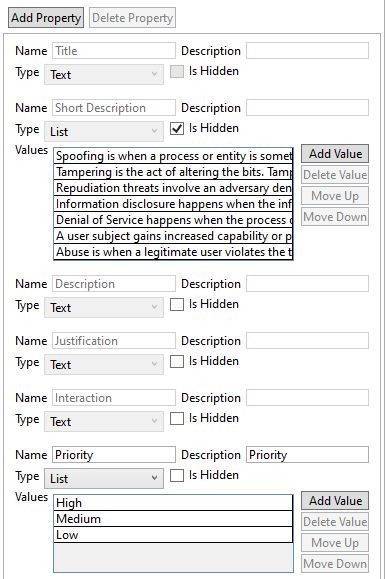 Add Property Delete Property
Name Title Description
Type Text Is Hidden
Name Short Description Description
Type List Is Hidden
Values Spoofing is when a process or entity is somet Add Value
Tampering is the act of altering the bits. Tamp Delete Value
Repudiation threats involve an adversary den Move Up
Information disclosure happens when the inf Move Down
Denial of Service happens when the process o
A user subject gains increased capability or p
Abuse is when a legitimate user violates the t
Name Description Description
Type Text Is Hidden
Name Justification Description
Type Text Is Hidden
Name Interaction Description
Type Text Is Hidden
Name Priority Description Priority
Type List Is Hidden
Values High Add Value
Medium Delete Value
Low Move Up
Move Down